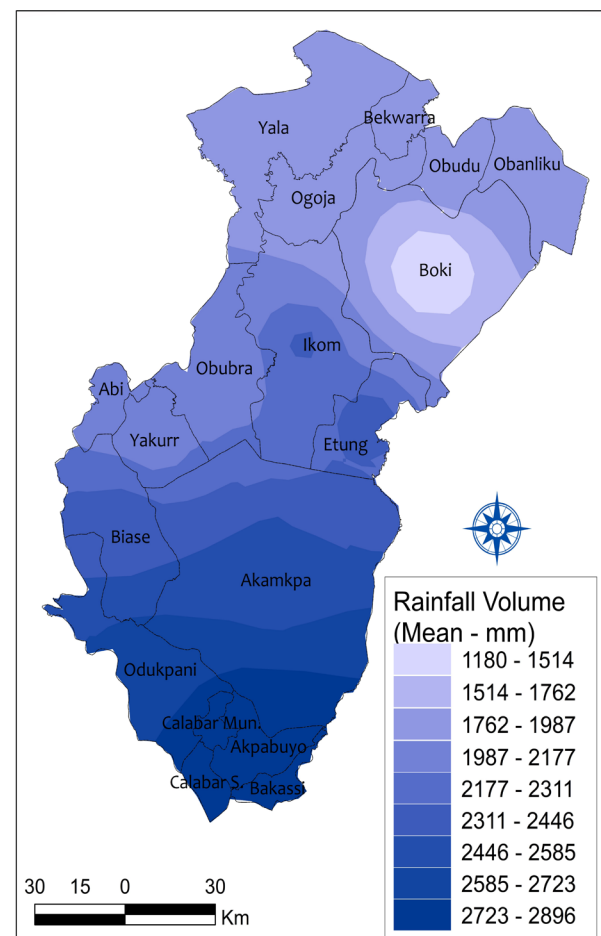 Bekwarra
Yala
Obudu
Obanliku
Ogoja
Boki
Ikom
Obubra
Abi
Yakurr
Etung
Biase
Akamkpa
Odukpani
Calabar Mun.
Akpabuyo
Calabar S.
Bakassi
Rainfall Volume
(Mean - mm)
1180 - 1514
1514 - 1762
1762 - 1987
1987 - 2177
2177 - 2311
2311 - 2446
2446 - 2585
2585 - 2723
2723 - 2896
30 15 0 30
Km